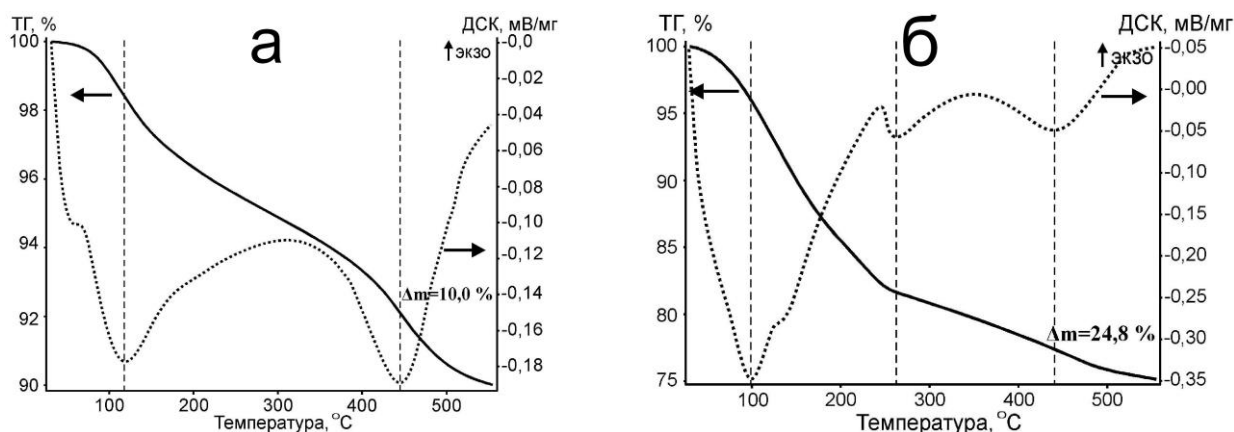 ТГ, %
а
ДСК, мВ/мг
↑ экзо
100
98
96
94
92
90
-0,0
-0,02
-0,04
-0,06
-0,08
-0,10
-0,12
-0,14
-0,16
-0,18
Δm=10,0 %
100 200 300 400 500
Температура, °С
ТГ, %
б
ДСК, мВ/мг
↑ экзо
100
95
90
85
80
75
-0,05
-0,00
-0,05
-0,10
-0,15
-0,20
-0,25
-0,30
-0,35
Δm=24,8 %
100 200 300 400 500
Температура, °С